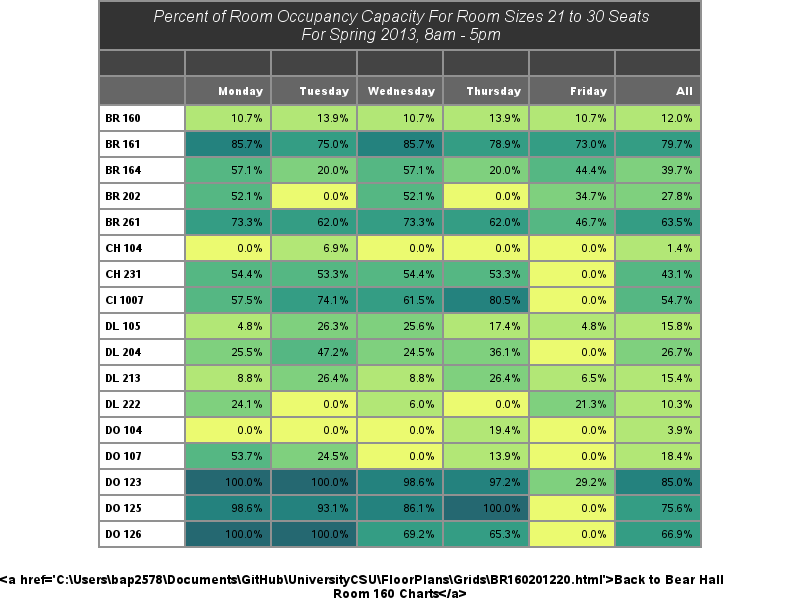 Percent of Room Occupancy Capacity For Room Sizes 21 to 30 Seats
For Spring 2013, 8am - 5pm
Monday Tuesday Wednesday Thursday Friday All
BR 160 10.7% 13.9% 10.7% 13.9% 10.7% 12.0%
BR 161 85.7% 75.0% 85.7% 78.9% 73.0% 79.7%
BR 164 57.1% 20.0% 57.1% 20.0% 44.4% 39.7%
BR 202 52.1% 0.0% 52.1% 0.0% 34.7% 27.8%
BR 261 73.3% 62.0% 73.3% 62.0% 46.7% 63.5%
CH 104 0.0% 6.9% 0.0% 0.0% 0.0% 1.4%
CH 231 54.4% 53.3% 54.4% 53.3% 0.0% 43.1%
CI 1007 57.5% 74.1% 61.5% 80.5% 0.0% 54.7%
DL 105 4.8% 26.3% 25.6% 17.4% 4.8% 15.8%
DL 204 25.5% 47.2% 24.5% 36.1% 0.0% 26.7%
DL 213 8.8% 26.4% 8.8% 26.4% 6.5% 15.4%
DL 222 24.1% 0.0% 6.0% 0.0% 21.3% 10.3%
DO 104 0.0% 0.0% 0.0% 19.4% 0.0% 3.9%
DO 107 53.7% 24.5% 0.0% 13.9% 0.0% 18.4%
DO 123 100.0% 100.0% 98.6% 97.2% 29.2% 85.0%
DO 125 98.6% 93.1% 86.1% 100.0% 0.0% 75.6%
DO 126 100.0% 100.0% 69.2% 65.3% 0.0% 66.9%
<a href='C:\Users\bap2578\Documents\GitHub\UniversityCSU\FloorPlans\Grids\BR160201220.html'>Back to Bear Hall
Room 160 Charts</a>